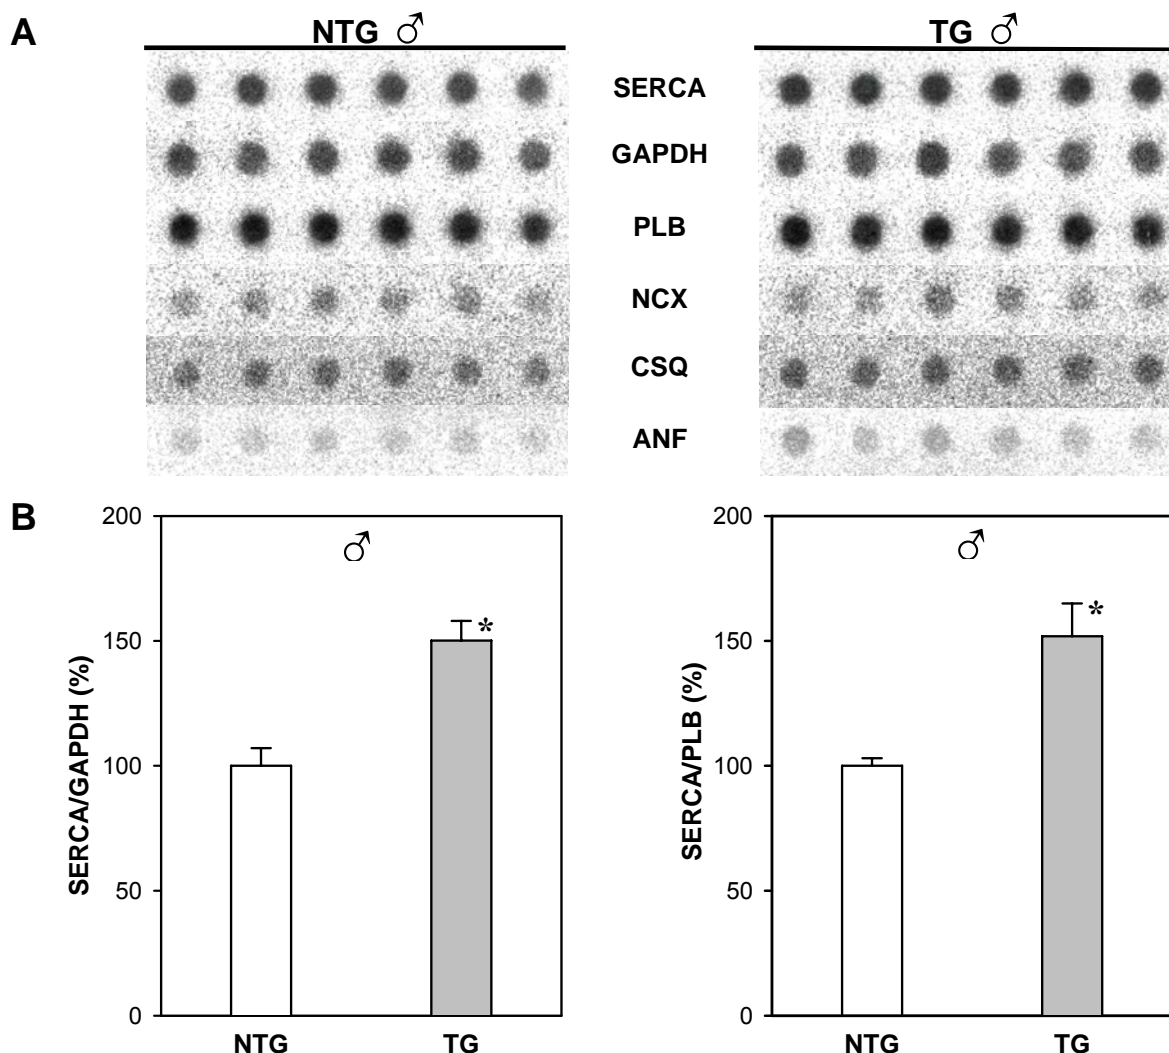 A
NTG ♂
TG ♂
SERCA
GAPDH
PLB
NCX
CSQ
ANF
B
♂
SERCA/GAPDH (%)
200
150
100
50
0
*
NTG
TG
♂
SERCA/PLB (%)
200
150
100
50
0
*
NTG
TG